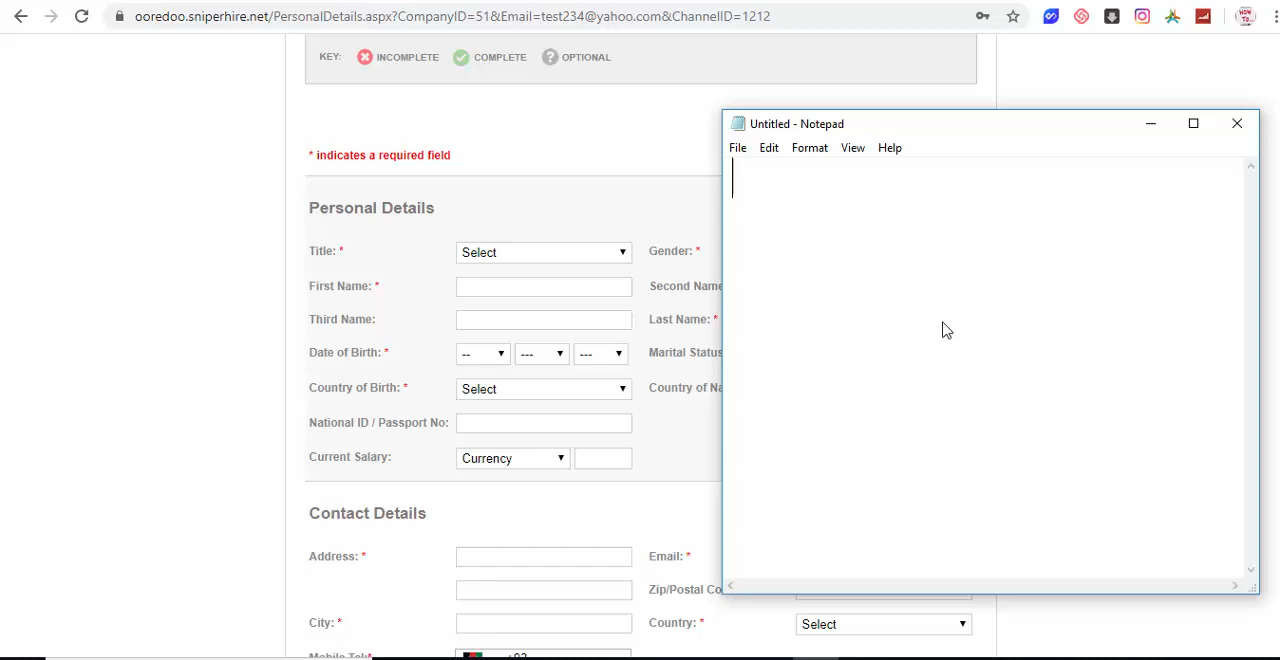 ooredoo.sniperhire.net/PersonalDetails.aspx?CompanyID=51&Email=test234@yahoo.com&ChannelID=1212
KEY: INCOMPLETE COMPLETE OPTIONAL
Untitled - Notepad
File Edit Format View Help
* indicates a required field
Personal Details
Title: * Select Gender: *
First Name: * Second Name
Third Name: Last Name: *
Date of Birth: * -- --- --- Marital Status
Country of Birth: * Select Country of Na
National ID / Passport No:
Current Salary: Currency
Contact Details
Address: * Email: *
Zip/Postal Co
City: * Country: * Select
Mobile Tel:* +93